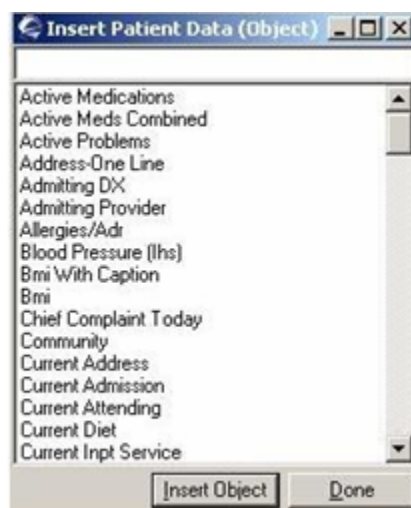 Insert Patient Data (Object)
Active Medications
Active Meds Combined
Active Problems
Address-One Line
Admitting DX
Admitting Provider
Allergies/Adr
Blood Pressure (Ihs)
Bmi With Caption
Bmi
Chief Complaint Today
Community
Current Address
Current Admission
Current Attending
Current Diet
Current Inpt Service
Insert Object Done